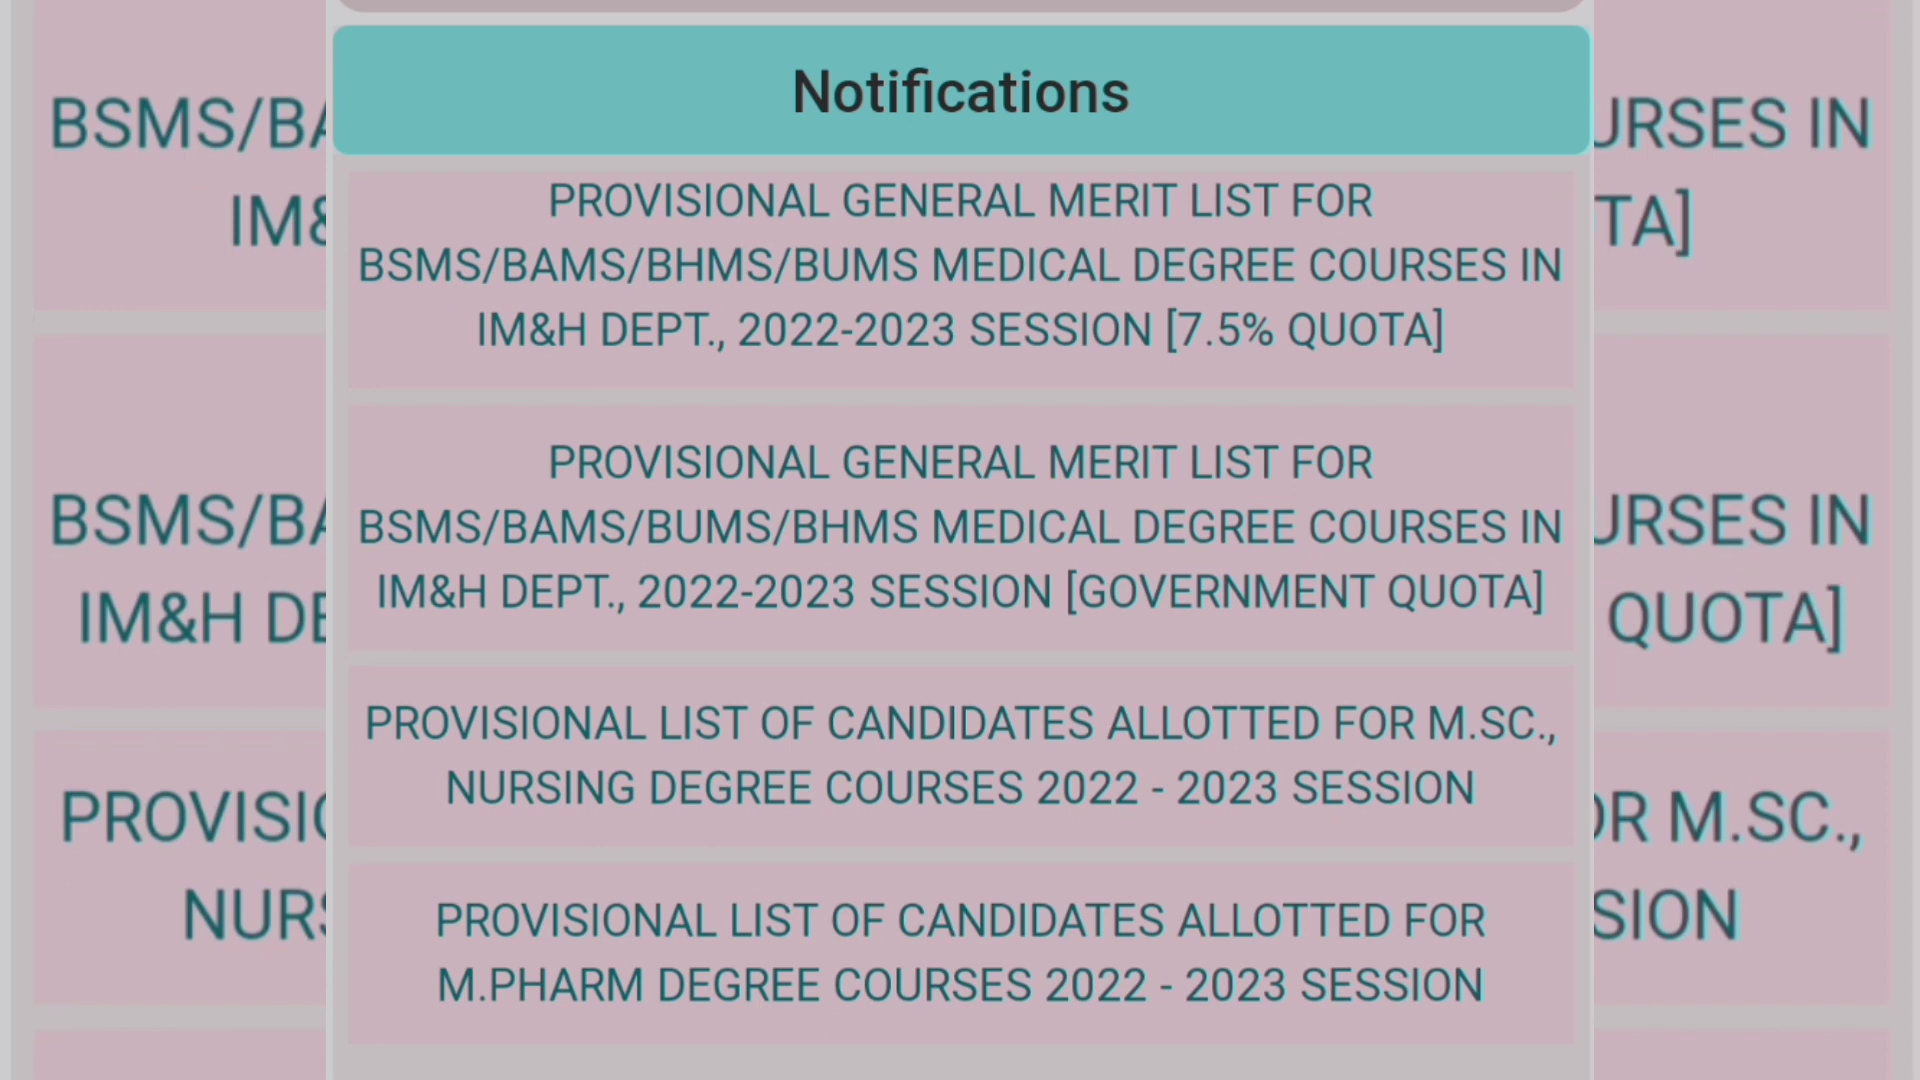 Notifications
PROVISIONAL GENERAL MERIT LIST FOR
BSMS/BAMS/BHMS/BUMS MEDICAL DEGREE COURSES IN
IM&H DEPT., 2022-2023 SESSION [7.5% QUOTA]
PROVISIONAL GENERAL MERIT LIST FOR
BSMS/BAMS/BUMS/BHMS MEDICAL DEGREE COURSES IN
IM&H DEPT., 2022-2023 SESSION [GOVERNMENT QUOTA]
PROVISIONAL LIST OF CANDIDATES ALLOTTED FOR M.SC.,
NURSING DEGREE COURSES 2022 - 2023 SESSION
PROVISIONAL LIST OF CANDIDATES ALLOTTED FOR
M.PHARM DEGREE COURSES 2022 - 2023 SESSION